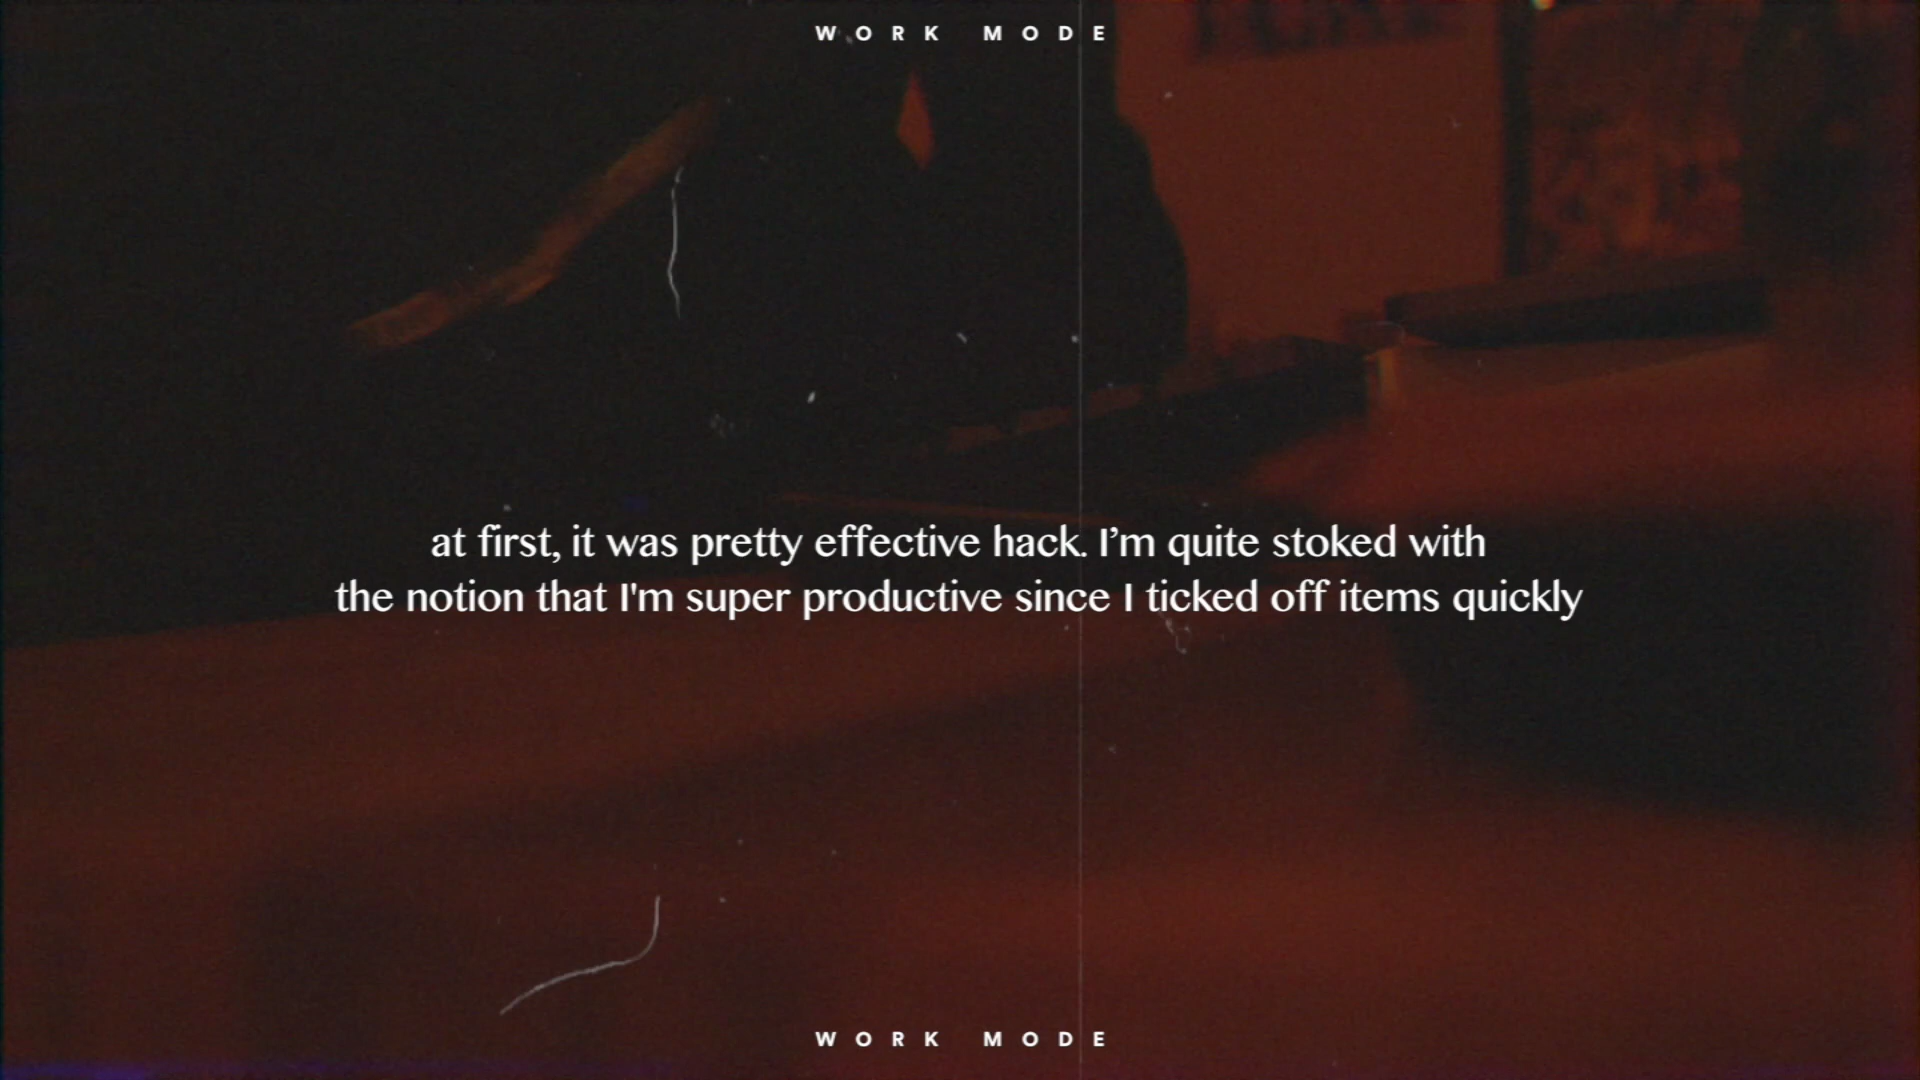 WORK MODE
at first, it was pretty effective hack. I’m quite stoked with
the notion that I'm super productive since I ticked off items quickly
WORK MODE